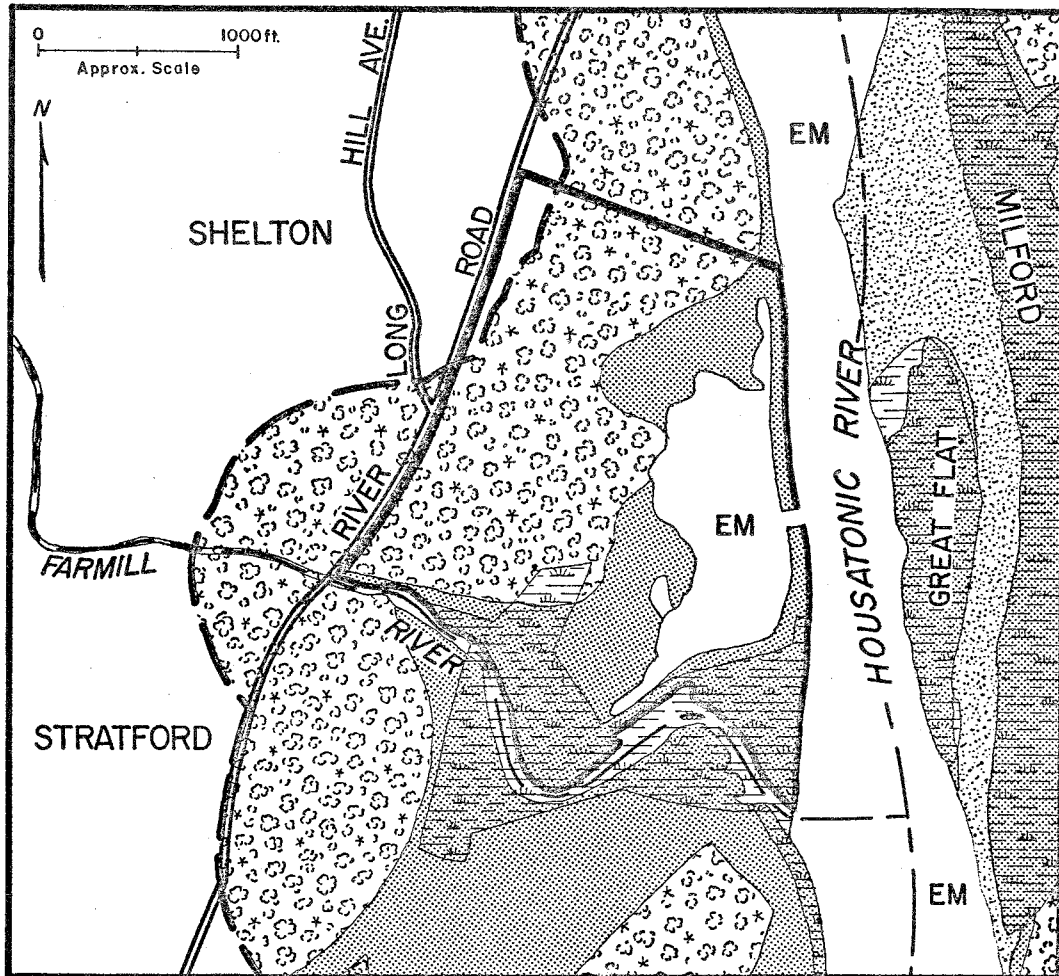 0 1000 ft.
Approx. Scale
N
LONG HILL AVE.
SHELTON
RIVER ROAD
FARMILL RIVER
STRATFORD
EM
EM
HOUSATONIC RIVER
GREAT FLAT
MILFORD
EM